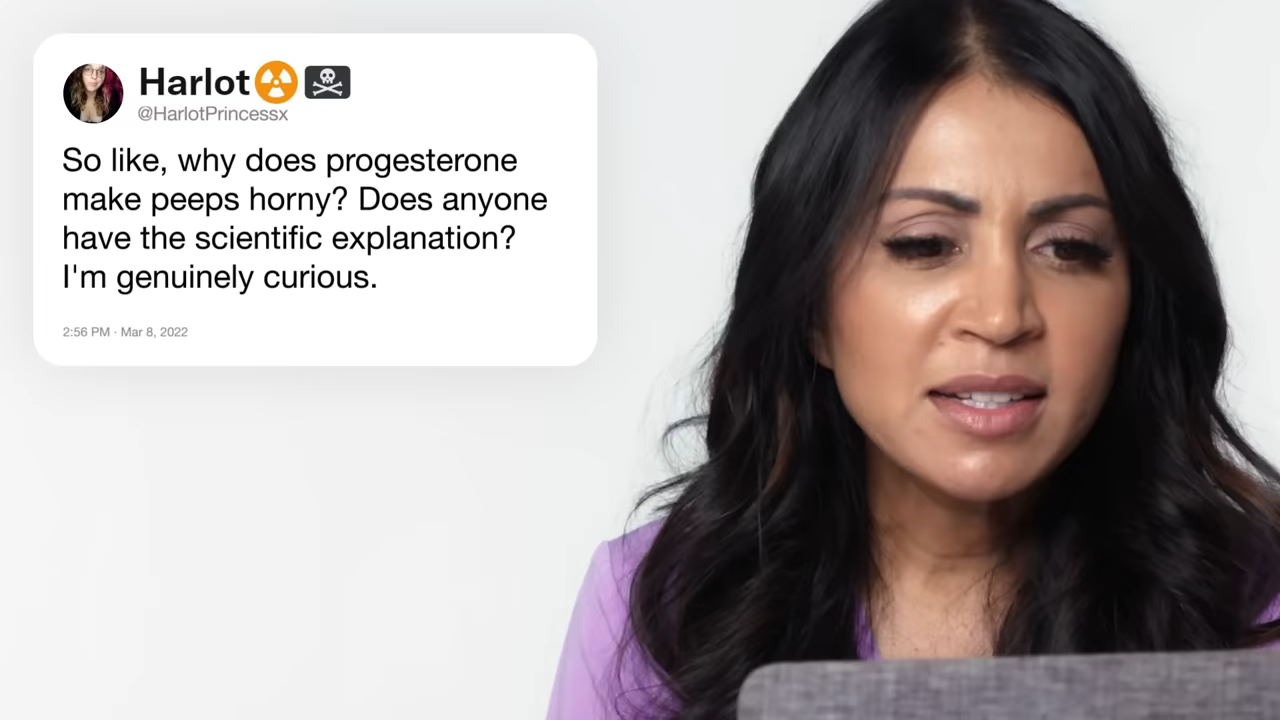 Harlot☢️🏴‍☠️
@HarlotPrincessx
So like, why does progesterone
make peeps horny? Does anyone
have the scientific explanation?
I'm genuinely curious.
2:56 PM · Mar 8, 2022